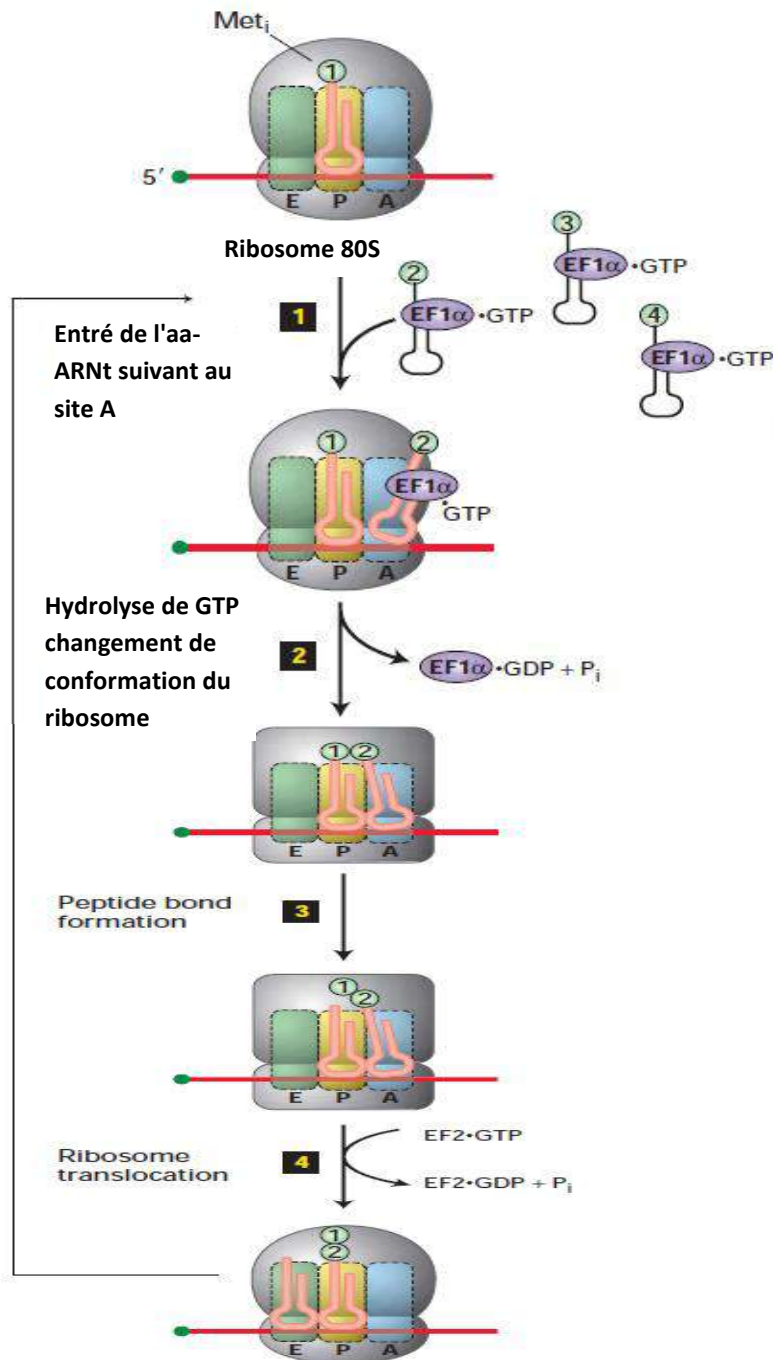 Met i
1
5′
E P A
Ribosome 80S
3
EF1α •GTP
2
EF1α •GTP
4
EF1α •GTP
1
Entré de l'aa-
ARNt suivant au
site A
1 2
EF1α
•GTP
E P A
Hydrolyse de GTP
changement de
conformation du
ribosome
2
EF1α •GDP + Pi
1 2
E P A
Peptide bond
formation
3
1
2
E P A
Ribosome
translocation
4
EF2•GTP
EF2•GDP + Pi
1
2
E P A